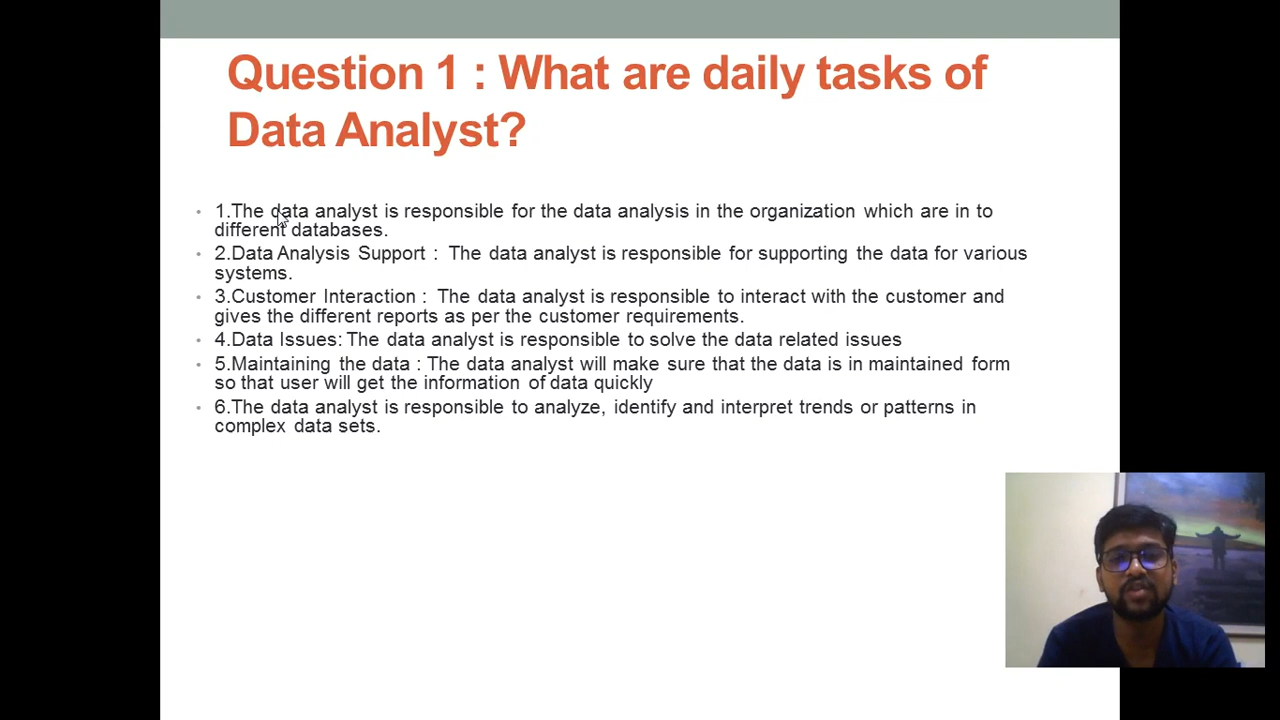 Question 1 : What are daily tasks of
Data Analyst?
• 1.The data analyst is responsible for the data analysis in the organization which are in to
different databases.
• 2.Data Analysis Support : The data analyst is responsible for supporting the data for various
systems.
• 3.Customer Interaction : The data analyst is responsible to interact with the customer and
gives the different reports as per the customer requirements.
• 4.Data Issues: The data analyst is responsible to solve the data related issues
• 5.Maintaining the data : The data analyst will make sure that the data is in maintained form
so that user will get the information of data quickly
• 6.The data analyst is responsible to analyze, identify and interpret trends or patterns in
complex data sets.